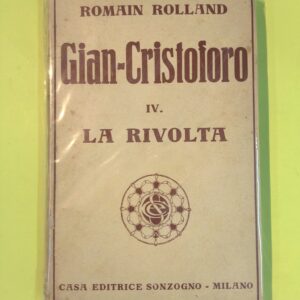 ROMAIN ROLLAND
Gian-Cristoforo
IV.
LA RIVOLTA
CASA EDITRICE SONZOGNO - MILANO